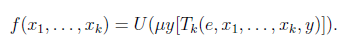 f(x₁, . . . , xₖ) = U(μy[Tₖ(e, x₁, . . . , xₖ, y)]).